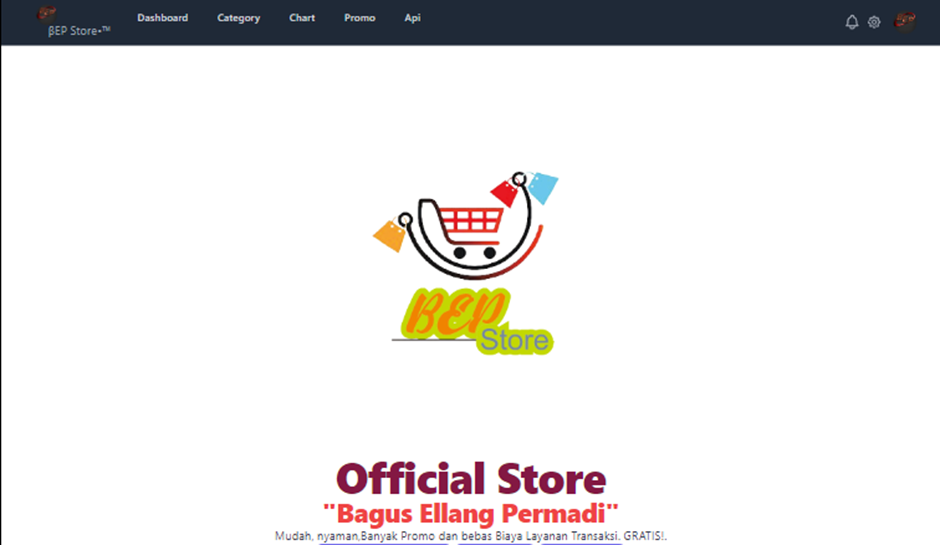 βEP Store•™
Dashboard Category Chart Promo Api
BEP
Store
Official Store
"Bagus Ellang Permadi"
Mudah, nyaman,Banyak Promo dan bebas Biaya Layanan Transaksi. GRATIS!.